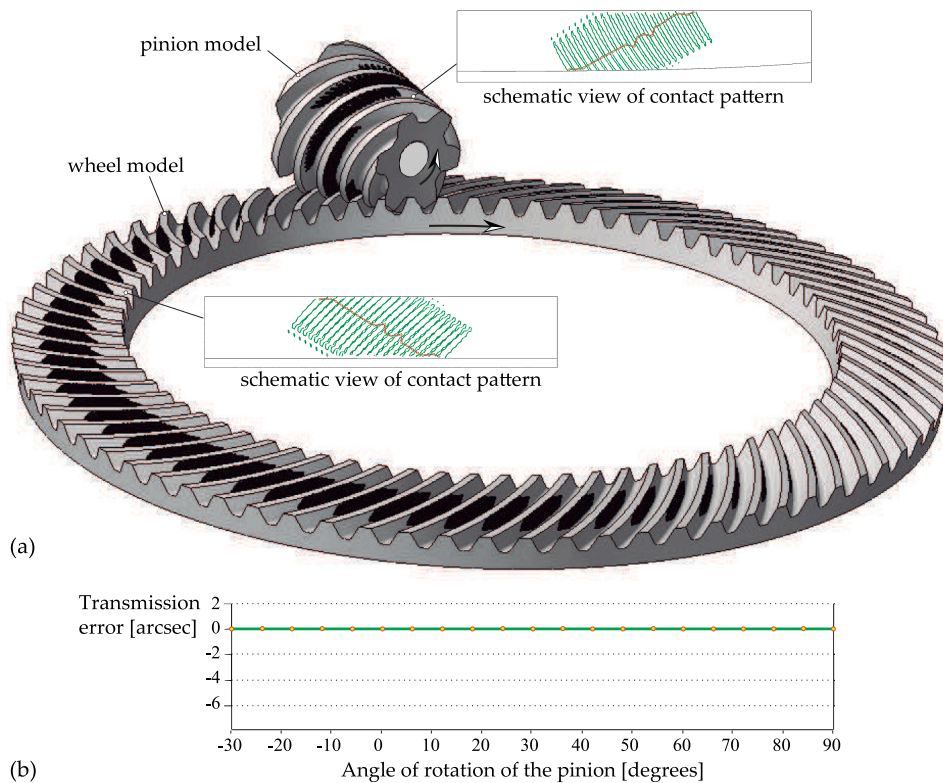 pinion model
schematic view of contact pattern
wheel model
schematic view of contact pattern
(a)
Transmission
error [arcsec]
2
0
-2
-4
-6
-30 -20 -10 0 10 20 30 40 50 60 70 80 90
(b)
Angle of rotation of the pinion [degrees]